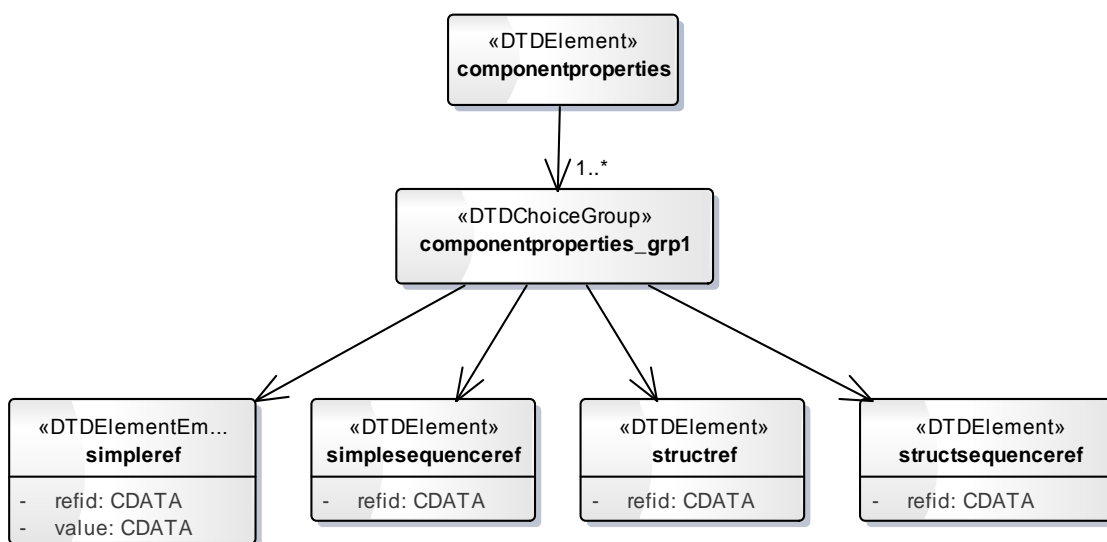 «DTDElement»
componentproperties
1..*
«DTDChoiceGroup»
componentproperties_grp1
«DTDElementEm...
simpleref
- refid: CDATA
- value: CDATA
«DTDElement»
simplesequenceref
- refid: CDATA
«DTDElement»
structref
- refid: CDATA
«DTDElement»
structsequenceref
- refid: CDATA